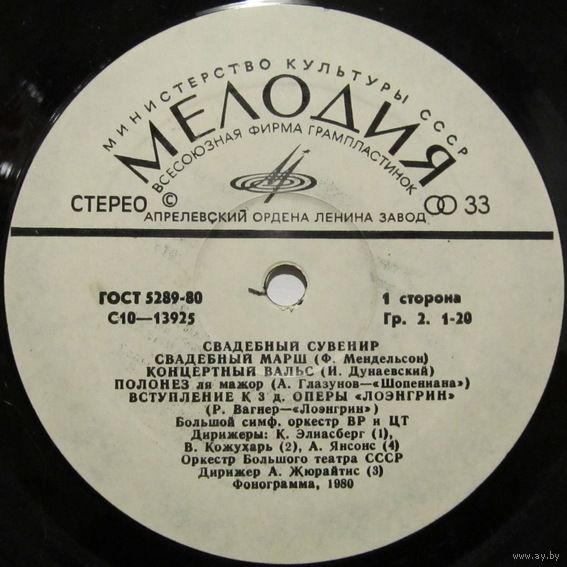 МИНИСТЕРСТВО КУЛЬТУРЫ СССР
МЕЛОДИЯ
ВСЕСОЮЗНАЯ ФИРМА ГРАМПЛАСТИНОК
СТЕРЕО © 33
АПРЕЛЕВСКИЙ ОРДЕНА ЛЕНИНА ЗАВОД
ГОСТ 5289-80 1 сторона
С10—13925 Гр. 2. 1-20
СВАДЕБНЫЙ СУВЕНИР
СВАДЕБНЫЙ МАРШ (Ф. Мендельсон)
КОНЦЕРТНЫЙ ВАЛЬС (И. Дунаевский)
ПОЛОНЕЗ ля мажор (А. Глазунов—«Шопениана»)
ВСТУПЛЕНИЕ К 3 д. ОПЕРЫ «ЛОЭНГРИН»
(Р. Вагнер—«Лоэнгрин»)
Большой симф. оркестр ВР и ЦТ
Дирижеры: К. Элиасберг (1),
В. Кожухарь (2), А. Янсонс (4)
Оркестр Большого театра СССР
Дирижер А. Жюрайтис (3)
Фонограмма, 1980
www.ay.by